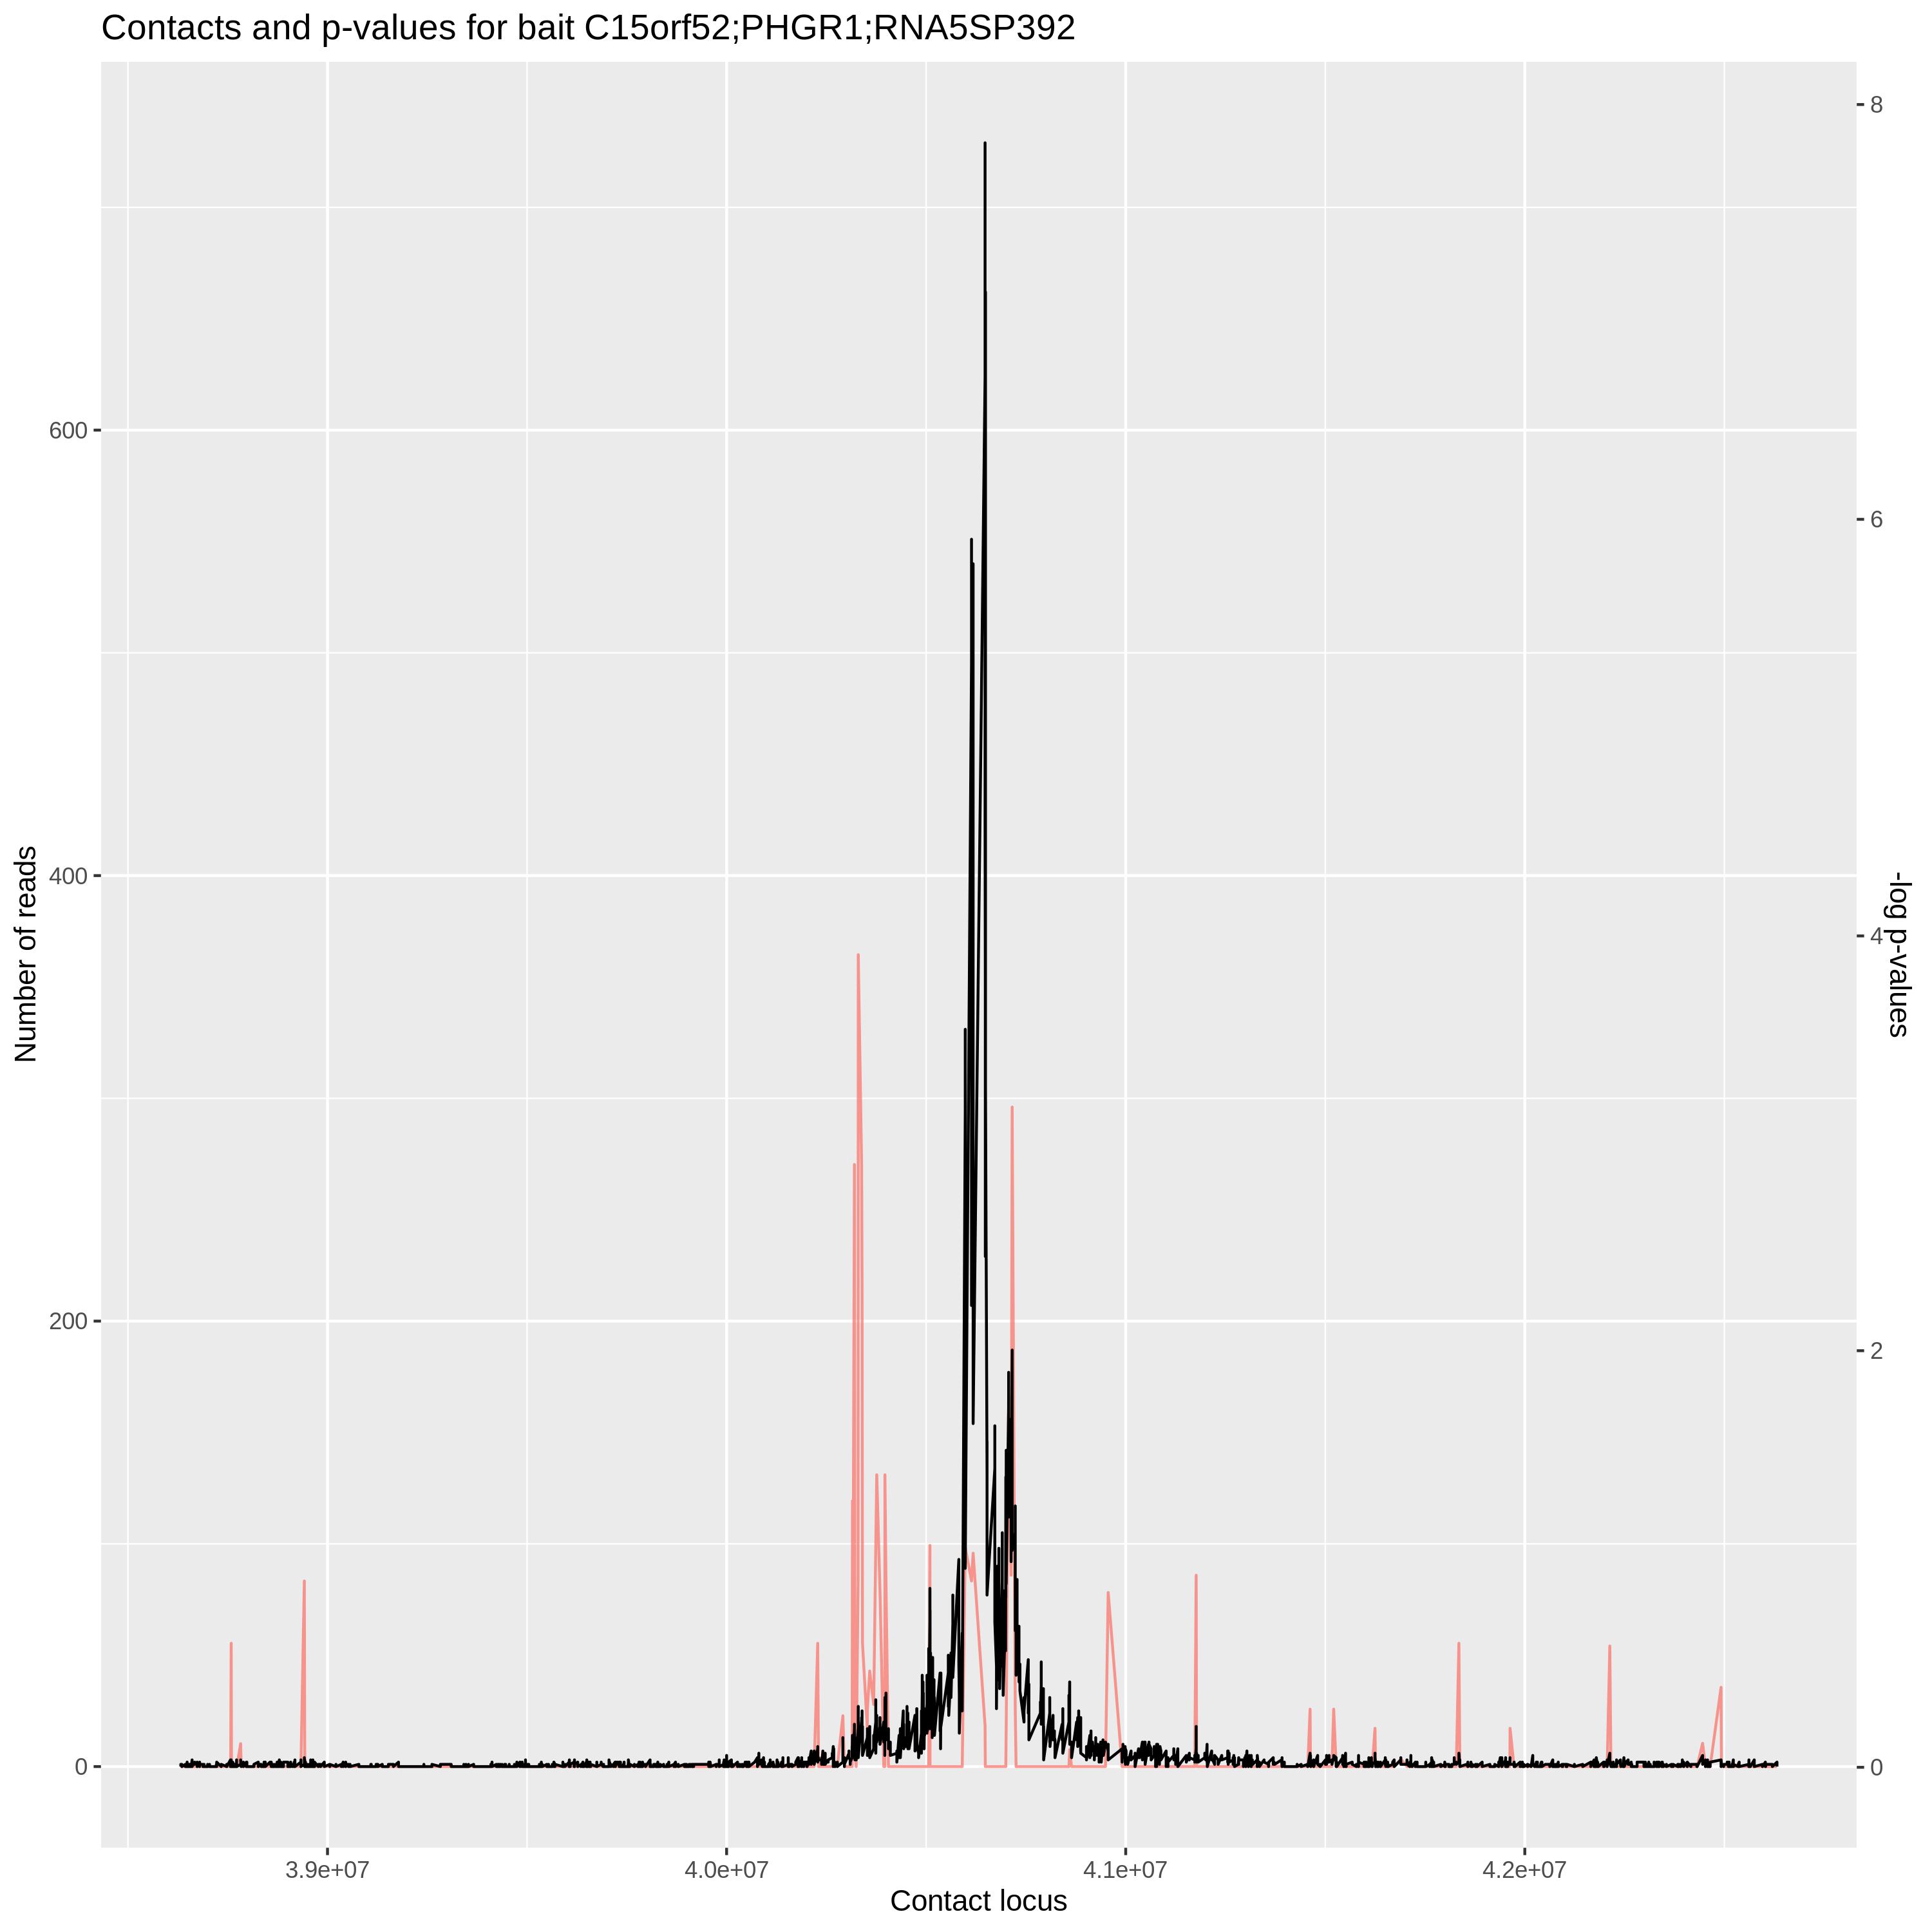 Contacts and p-values for bait C15orf52;PHGR1;RNA5SP392
8
600
6
400
4
Number of reads
-log p-values
200
2
0
0
3.9e+07
4.0e+07
4.1e+07
4.2e+07
Contact locus